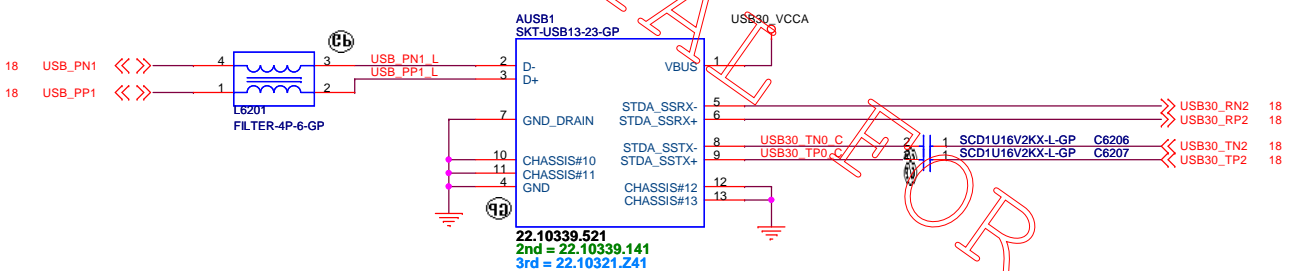 AUSB1
SKT-USB13-23-GP
USB30_VCCA
18 USB_PN1
4
3
USB_PN1_L
2
D-
VBUS
1
18 USB_PP1
1
2
USB_PP1_L
3
D+
L6201
FILTER-4P-6-GP
7
GND_DRAIN
10
CHASSIS#10
11
CHASSIS#11
4
GND
STDA_SSRX-
5
USB30_RN2 18
STDA_SSRX+
6
USB30_RP2 18
STDA_SSTX-
8
USB30_TN0_C
2
1
SCD1U16V2KX-L-GP C6206
USB30_TN2 18
STDA_SSTX+
9
USB30_TP0_C
1
SCD1U16V2KX-L-GP C6207
USB30_TP2 18
CHASSIS#12
12
CHASSIS#13
13
22.10339.521
2nd = 22.10339.141
3rd = 22.10321.Z41
FOR